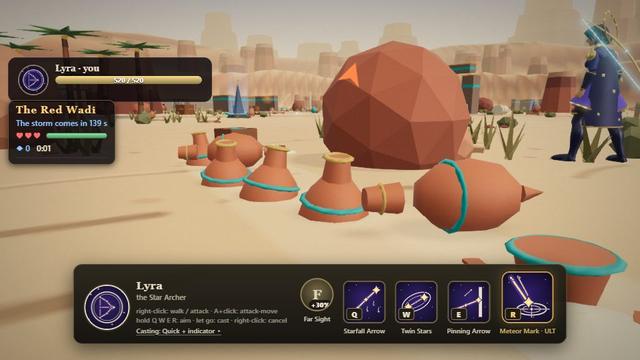 Lyra - you
520 / 520
The Red Wadi
The storm comes in 139 s
0 0:01
Lyra
the Star Archer
right-click: walk / attack · A+click: attack-move
hold Q W E R: aim · let go: cast · right-click: cancel
Casting: Quick + indicator
F
+30%
Far Sight
Q
Starfall Arrow
W
Twin Stars
E
Pinning Arrow
R
Meteor Mark · ULT